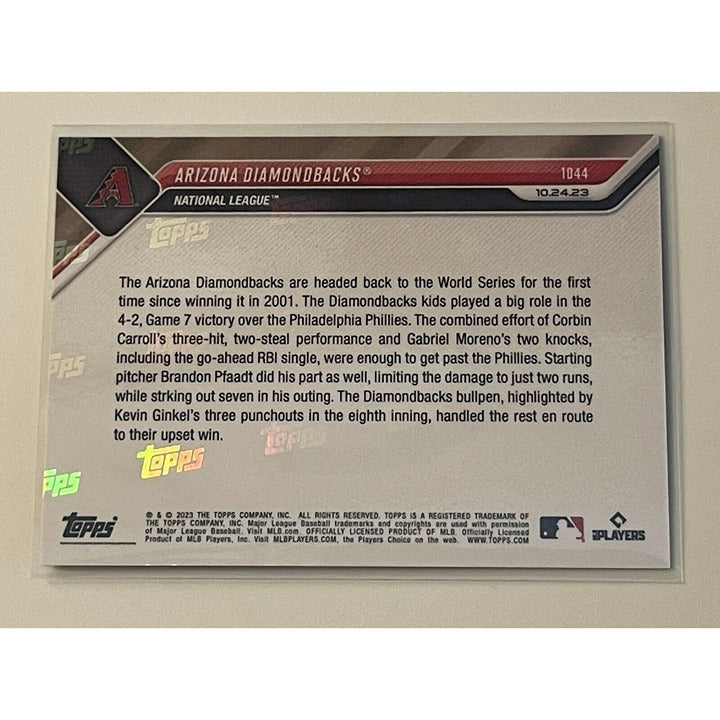 ARIZONA DIAMONDBACKS®
1044
NATIONAL LEAGUE™
10.24.23
The Arizona Diamondbacks are headed back to the World Series for the first
time since winning it in 2001. The Diamondbacks kids played a big role in the
4-2, Game 7 victory over the Philadelphia Phillies. The combined effort of Corbin
Carroll's three-hit, two-steal performance and Gabriel Moreno's two knocks,
including the go-ahead RBI single, were enough to get past the Phillies. Starting
pitcher Brandon Pfaadt did his part as well, limiting the damage to just two runs,
while striking out seven in his outing. The Diamondbacks bullpen, highlighted by
Kevin Ginkel's three punchouts in the eighth inning, handled the rest en route
to their upset win.
Topps
Topps
Topps
Topps
® & © 2023 THE TOPPS COMPANY, INC. ALL RIGHTS RESERVED. TOPPS IS A REGISTERED TRADEMARK OF
THE TOPPS COMPANY, INC. Major League Baseball trademarks and copyrights are used with permission
of Major League Baseball. Visit MLB.com. OFFICIALLY LICENSED PRODUCT OF MLB. Officially Licensed
Product of MLB Players, Inc. Visit MLBPLAYERS.COM, the Players Choice on the web. WWW.TOPPS.COM
MLB PLAYERS